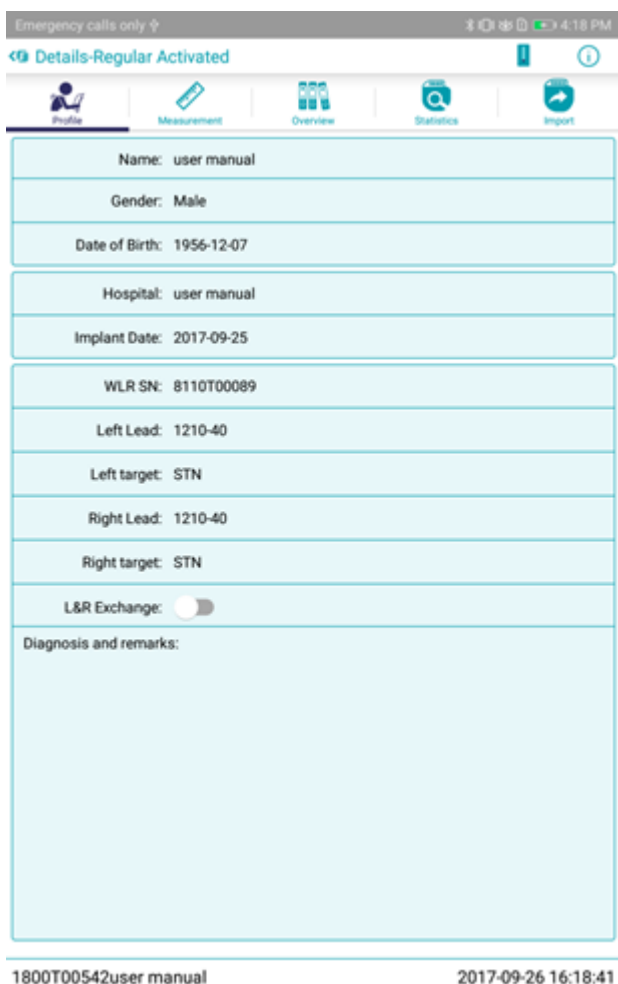 Emergency calls only 4:18 PM
Details-Regular Activated
Profile Measurement Overview Statistics Import
Name: user manual
Gender: Male
Date of Birth: 1956-12-07
Hospital: user manual
Implant Date: 2017-09-25
WLR SN: 8110T00089
Left Lead: 1210-40
Left target: STN
Right Lead: 1210-40
Right target: STN
L&R Exchange:
Diagnosis and remarks:
1800T00542user manual 2017-09-26 16:18:41